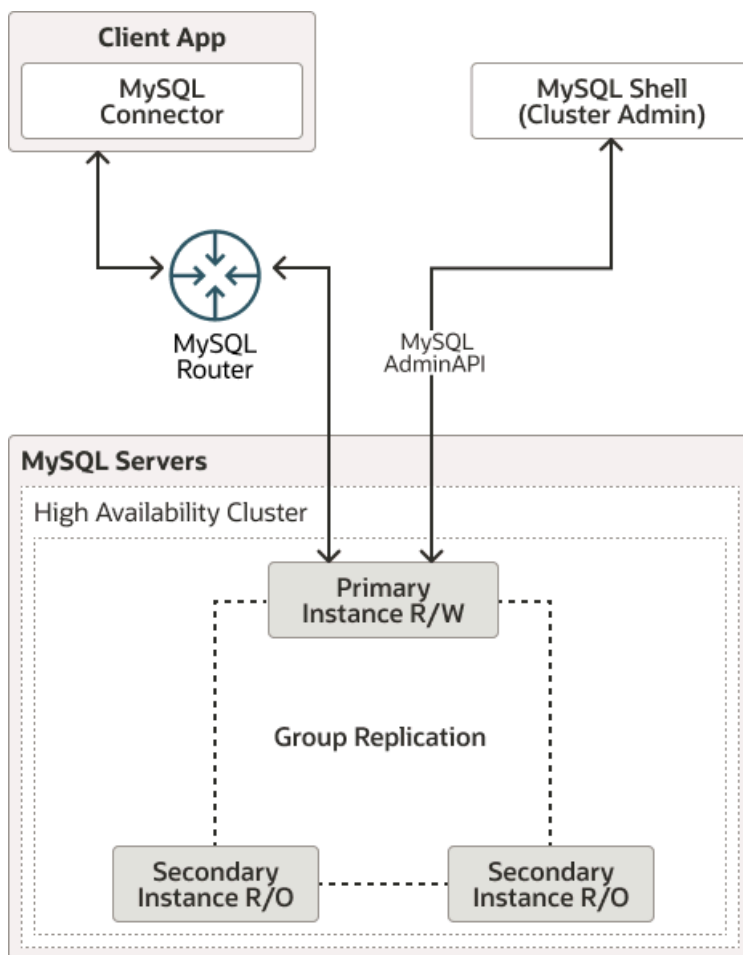 Client App
MySQL
Connector
MySQL Shell
(Cluster Admin)
MySQL
Router
MySQL
AdminAPI
MySQL Servers
High Availability Cluster
Primary
Instance R/W
Group Replication
Secondary
Instance R/O
Secondary
Instance R/O